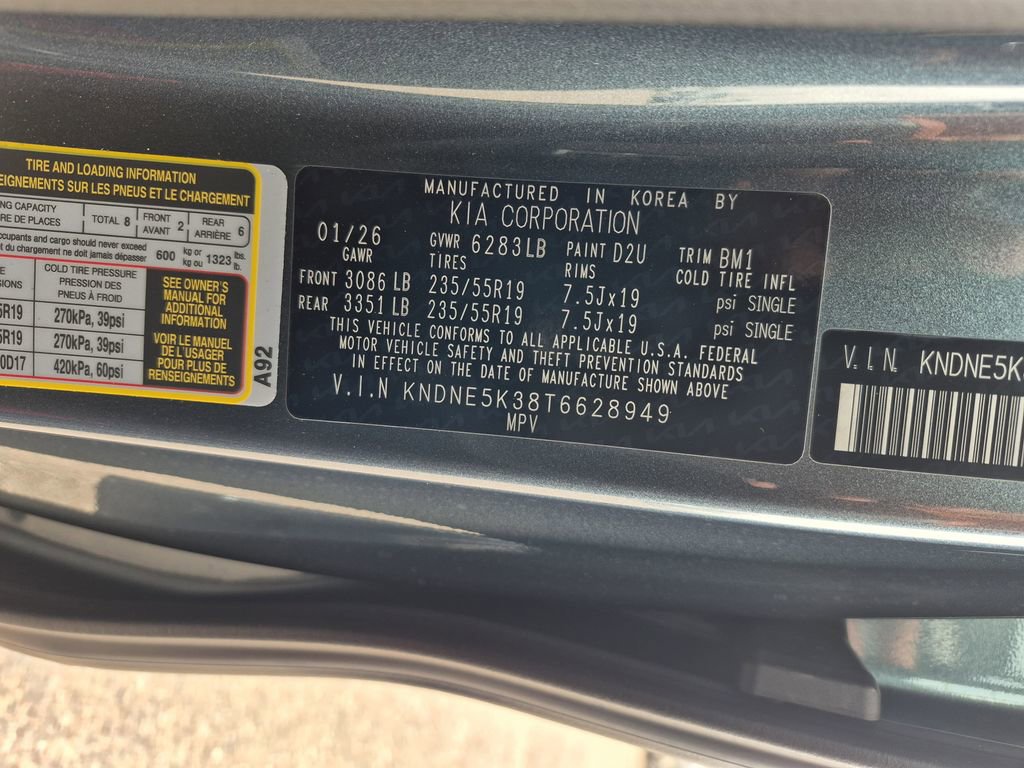 TIRE AND LOADING INFORMATION
EIGNEMENTS SUR LES PNEUS ET LE CHARGEMENT
NG CAPACITY TOTAL 8 FRONT 2 REAR 6
RE DE PLACES AVANT ARRIÈRE
ccupants and cargo should never exceed 600 kg or 1323 lbs.
t du chargement ne doit jamais dépasser kg ou lb.
E COLD TIRE PRESSURE
SIONS PRESSION DES
PNEUS À FROID
5R19 270kPa, 39psi
5R19 270kPa, 39psi
0D17 420kPa, 60psi
SEE OWNER'S
MANUAL FOR
ADDITIONAL
INFORMATION
VOIR LE MANUEL
DE L'USAGER
POUR PLUS DE
RENSEIGNEMENTS
A92
MANUFACTURED IN KOREA BY
KIA CORPORATION
01/26 GVWR 6283LB PAINT D2U TRIM BM1
GAWR TIRES RIMS COLD TIRE INFL
FRONT 3086 LB 235/55R19 7.5Jx19 psi SINGLE
REAR 3351 LB 235/55R19 7.5Jx19 psi SINGLE
THIS VEHICLE CONFORMS TO ALL APPLICABLE U.S.A. FEDERAL
MOTOR VEHICLE SAFETY AND THEFT PREVENTION STANDARDS
IN EFFECT ON THE DATE OF MANUFACTURE SHOWN ABOVE
V.I.N KNDNE5K38T6628949
MPV
V.I.N. KNDNE5K